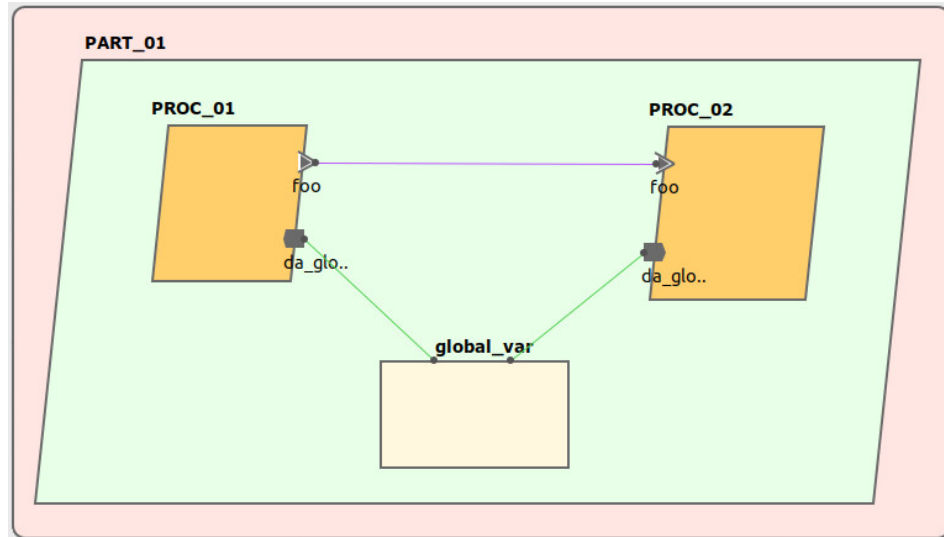 PART_01
PROC_01
PROC_02
foo
foo
da_glo..
da_glo..
global_var